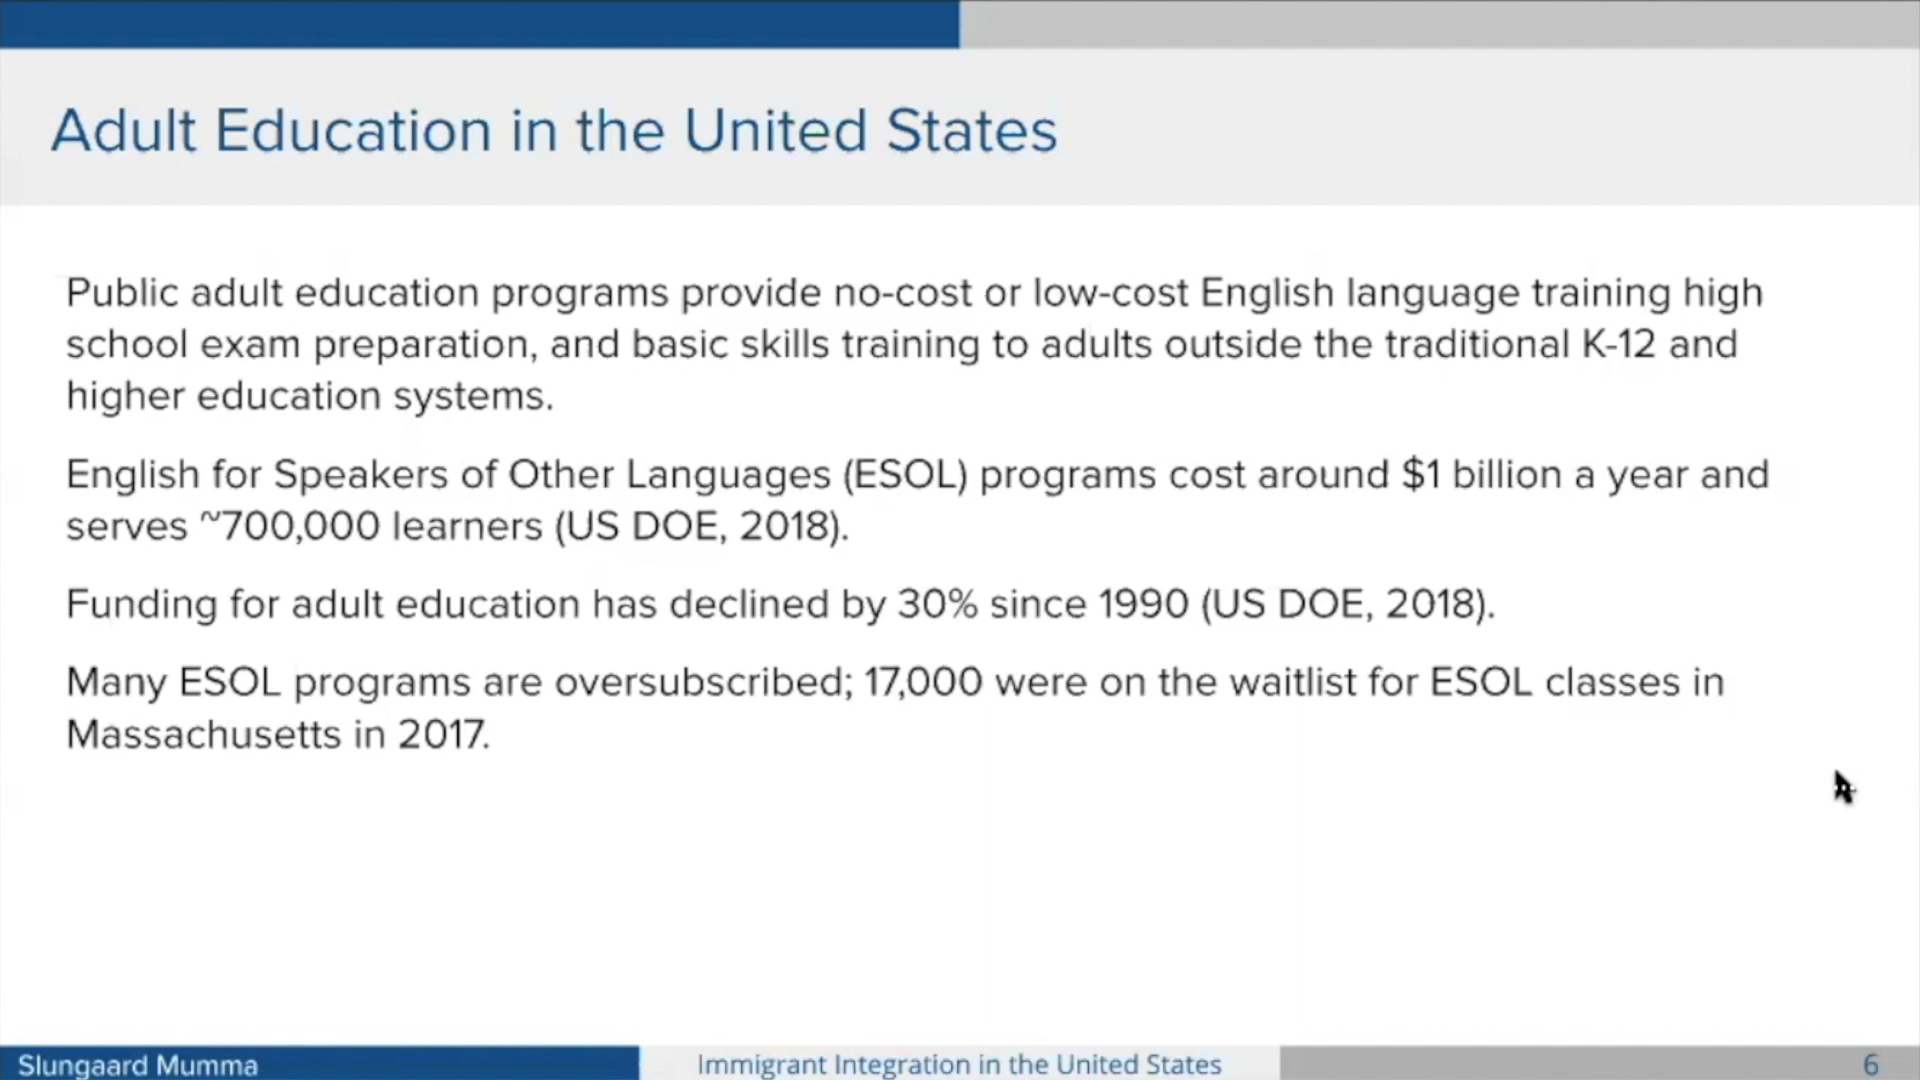 Adult Education in the United States
Public adult education programs provide no-cost or low-cost English language training high
school exam preparation, and basic skills training to adults outside the traditional K-12 and
higher education systems.
English for Speakers of Other Languages (ESOL) programs cost around $1 billion a year and
serves ~700,000 learners (US DOE, 2018).
Funding for adult education has declined by 30% since 1990 (US DOE, 2018).
Many ESOL programs are oversubscribed; 17,000 were on the waitlist for ESOL classes in
Massachusetts in 2017.
Slungaard Mumma
Immigrant Integration in the United States
6